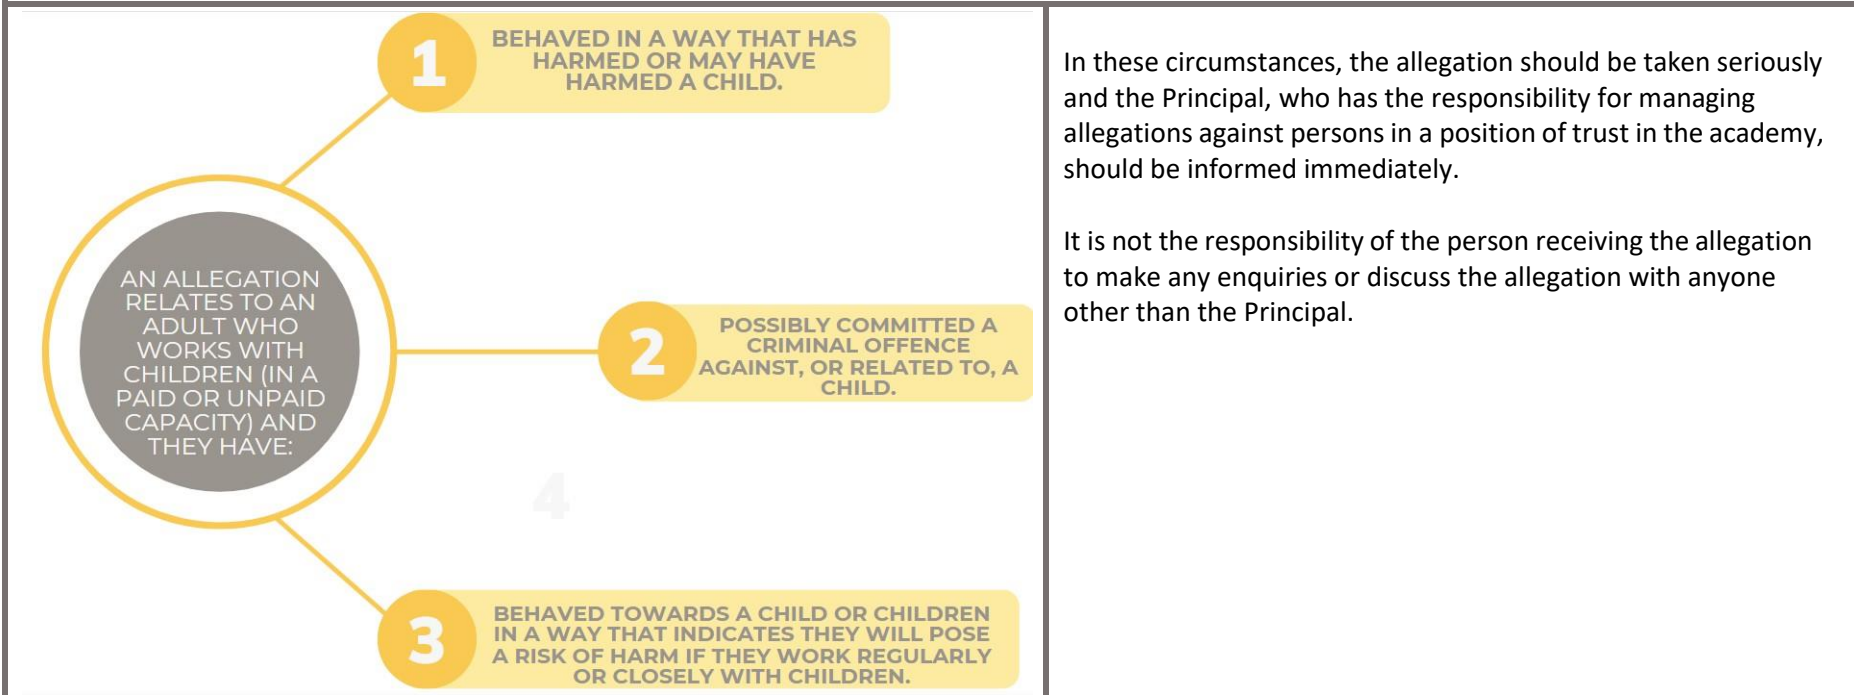 AN ALLEGATION
RELATES TO AN
ADULT WHO
WORKS WITH
CHILDREN (IN A
PAID OR UNPAID
CAPACITY) AND
THEY HAVE:
1
BEHAVED IN A WAY THAT HAS
HARMED OR MAY HAVE
HARMED A CHILD.
2
POSSIBLY COMMITTED A
CRIMINAL OFFENCE
AGAINST, OR RELATED TO, A
CHILD.
4
3
BEHAVED TOWARDS A CHILD OR CHILDREN
IN A WAY THAT INDICATES THEY WILL POSE
A RISK OF HARM IF THEY WORK REGULARLY
OR CLOSELY WITH CHILDREN.
In these circumstances, the allegation should be taken seriously
and the Principal, who has the responsibility for managing
allegations against persons in a position of trust in the academy,
should be informed immediately.
It is not the responsibility of the person receiving the allegation
to make any enquiries or discuss the allegation with anyone
other than the Principal.